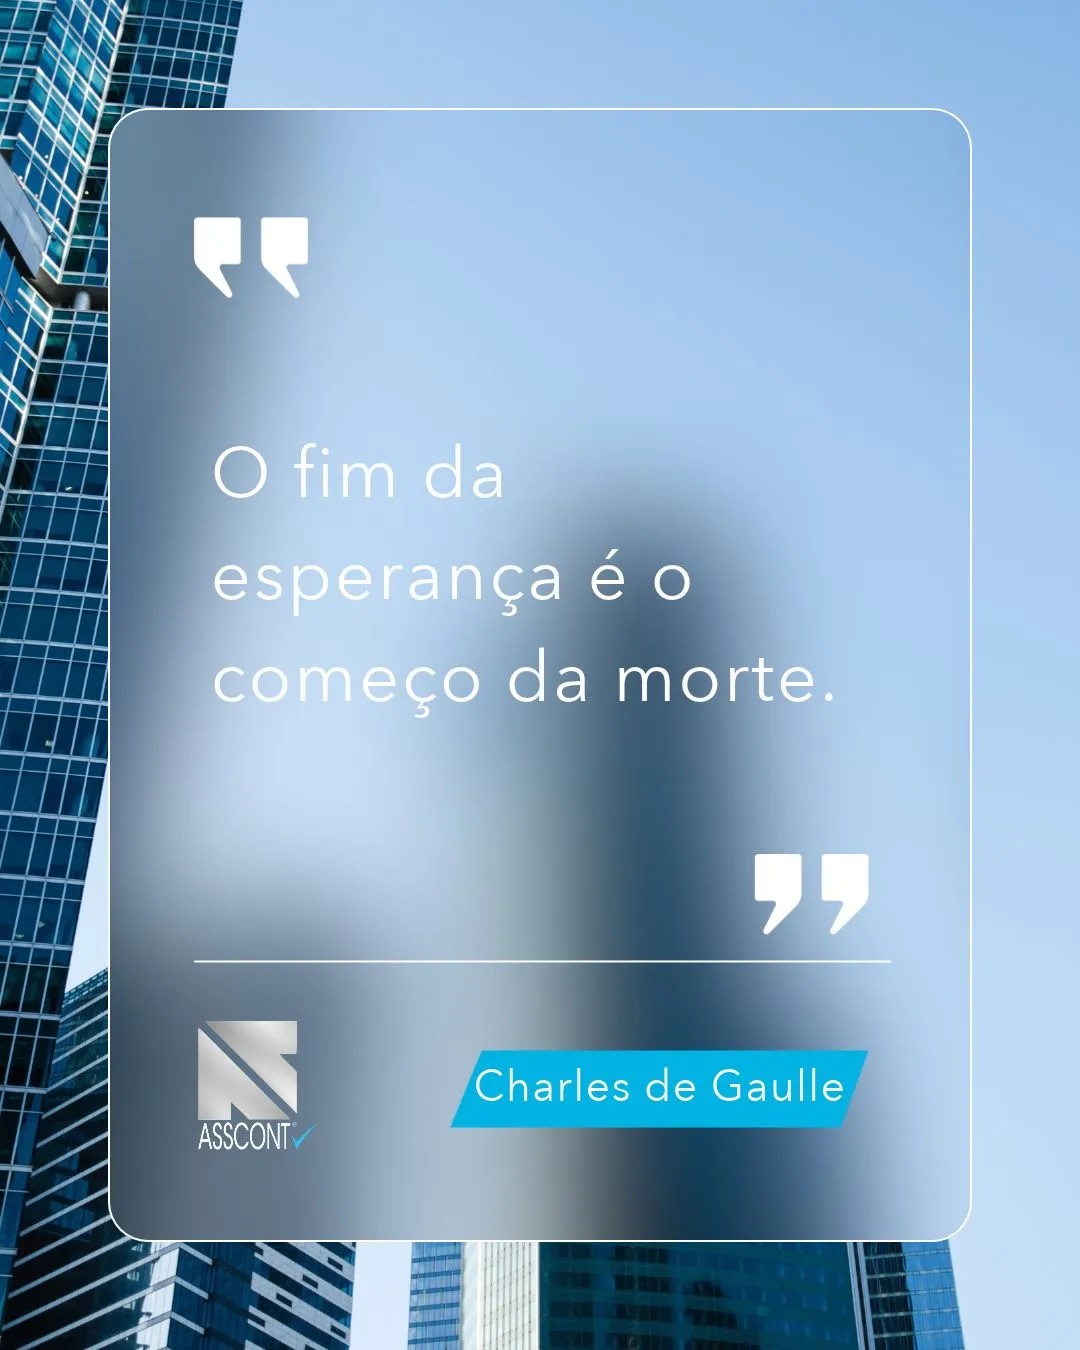 O fim da
esperança é o
começo da morte.
ASSCONT®
Charles de Gaulle